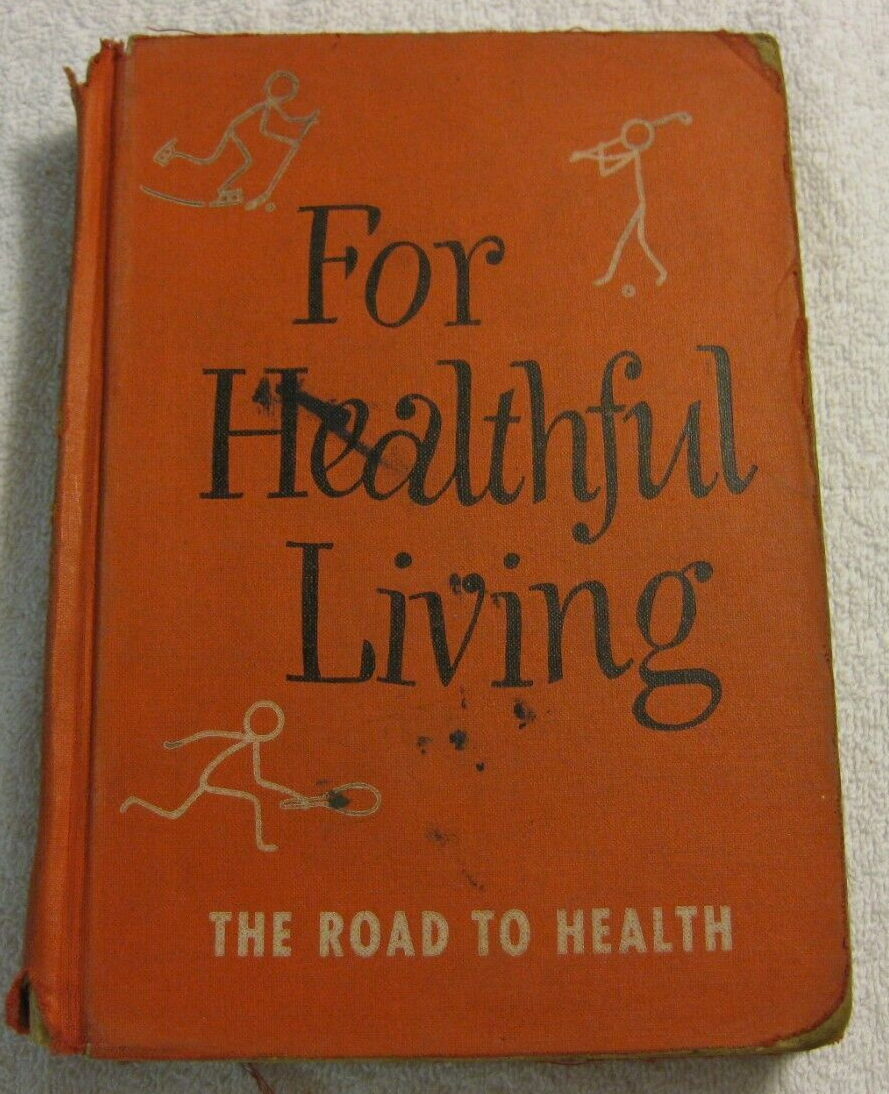 For
Healthful
Living
THE ROAD TO HEALTH